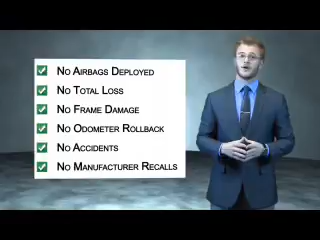 No Airbags Deployed
No Total Loss
No Frame Damage
No Odometer Rollback
No Accidents
No Manufacturer Recalls